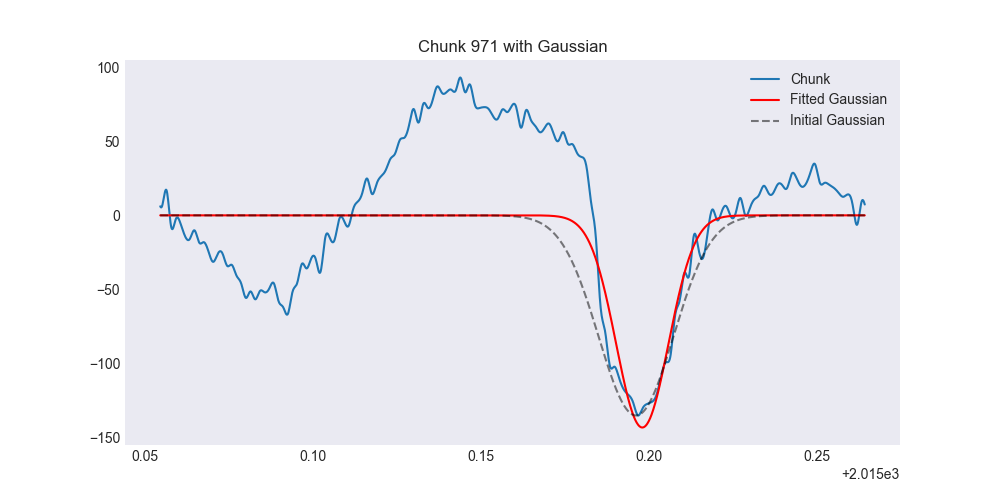 Chunk 971 with Gaussian
100
50
0
−50
−100
−150
0.05
0.10
0.15
0.20
0.25
+2.015e3
Chunk
Fitted Gaussian
Initial Gaussian